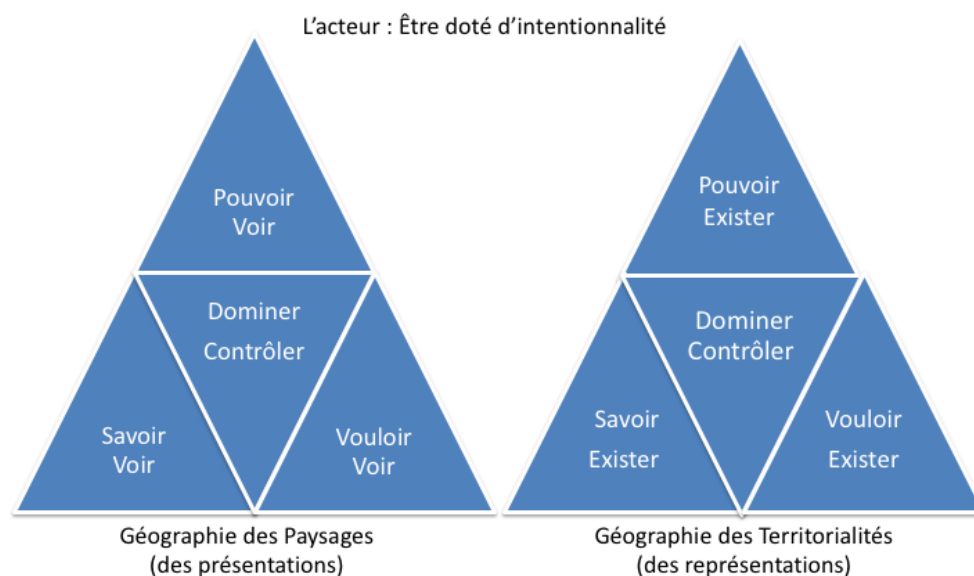 L'acteur : Être doté d'intentionnalité
Pouvoir
Voir
Dominer
Contrôler
Savoir
Voir
Vouloir
Voir
Géographie des Paysages
(des présentations)
Pouvoir
Exister
Dominer
Contrôler
Savoir
Exister
Vouloir
Exister
Géographie des Territorialités
(des représentations)